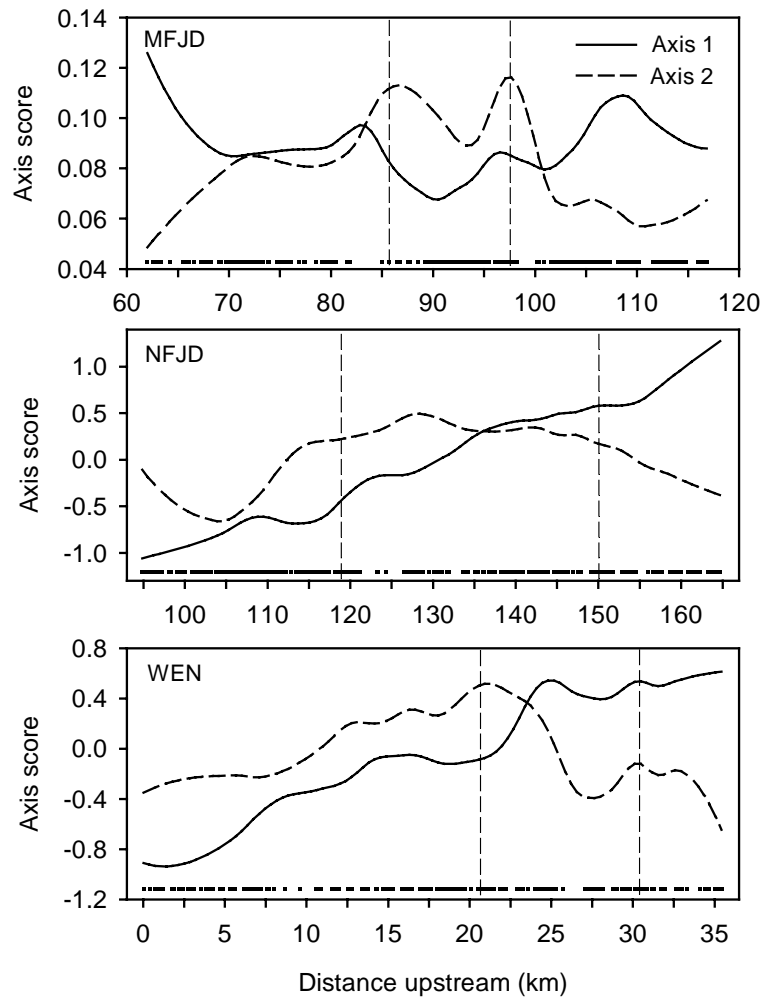 0.14
MFJD
Axis 1
0.12
Axis 2
0.10
Axis score
0.08
0.06
0.04
60 70 80 90 100 110 120
NFJD
1.0
0.5
Axis score
0.0
-0.5
-1.0
100 110 120 130 140 150 160
0.8
WEN
0.4
0.0
Axis score
-0.4
-0.8
-1.2
0 5 10 15 20 25 30 35
Distance upstream (km)